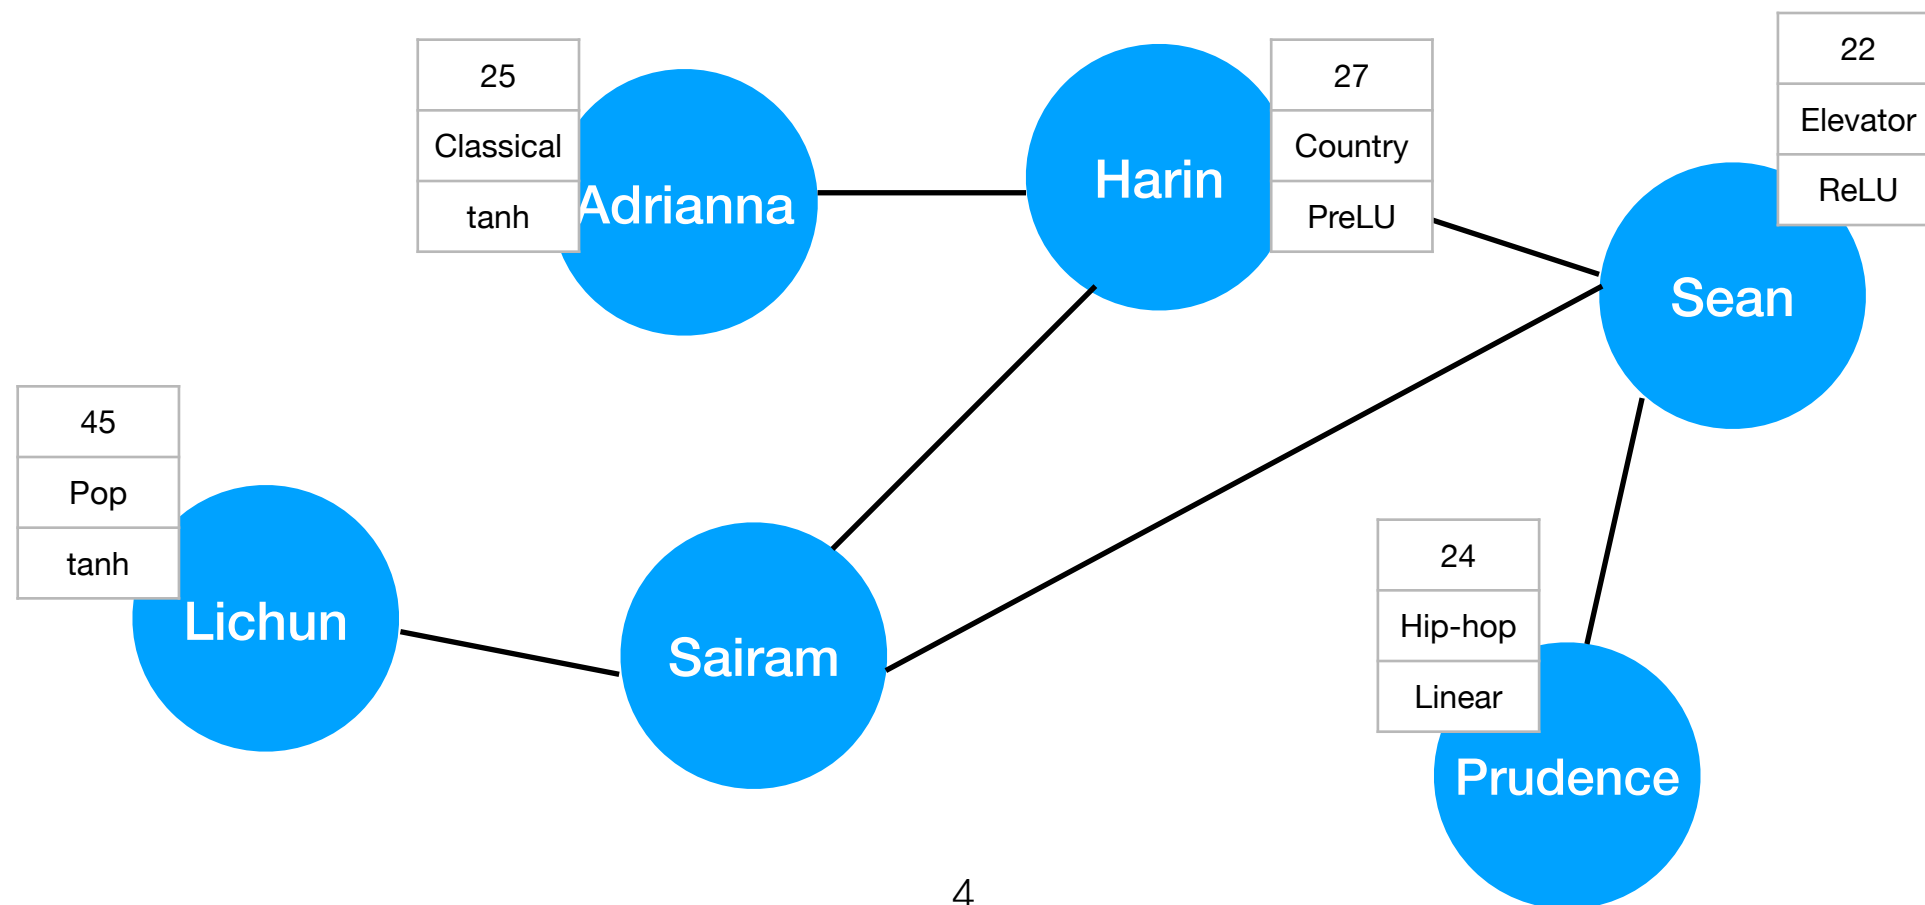 22
Elevator
ReLU
25
Classical
tanh
Adrianna
Harin
27
Country
PreLU
Sean
45
Pop
tanh
Lichun
Sairam
24
Hip-hop
Linear
Prudence
4